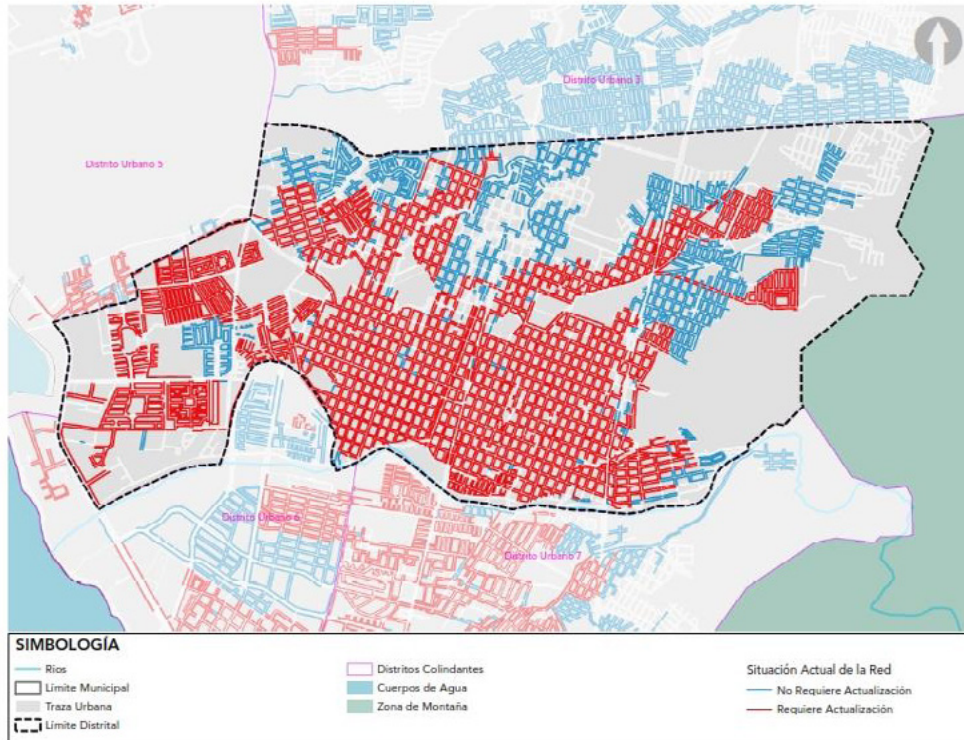 Distrito Urbano 3
Distrito Urbano 5
Distrito Urbano 6
Distrito Urbano 7
SIMBOLOGÍA
Ríos
Límite Municipal
Traza Urbana
Límite Distrital
Distritos Colindantes
Cuerpos de Agua
Zona de Montaña
Situación Actual de la Red
No Requiere Actualización
Requiere Actualización